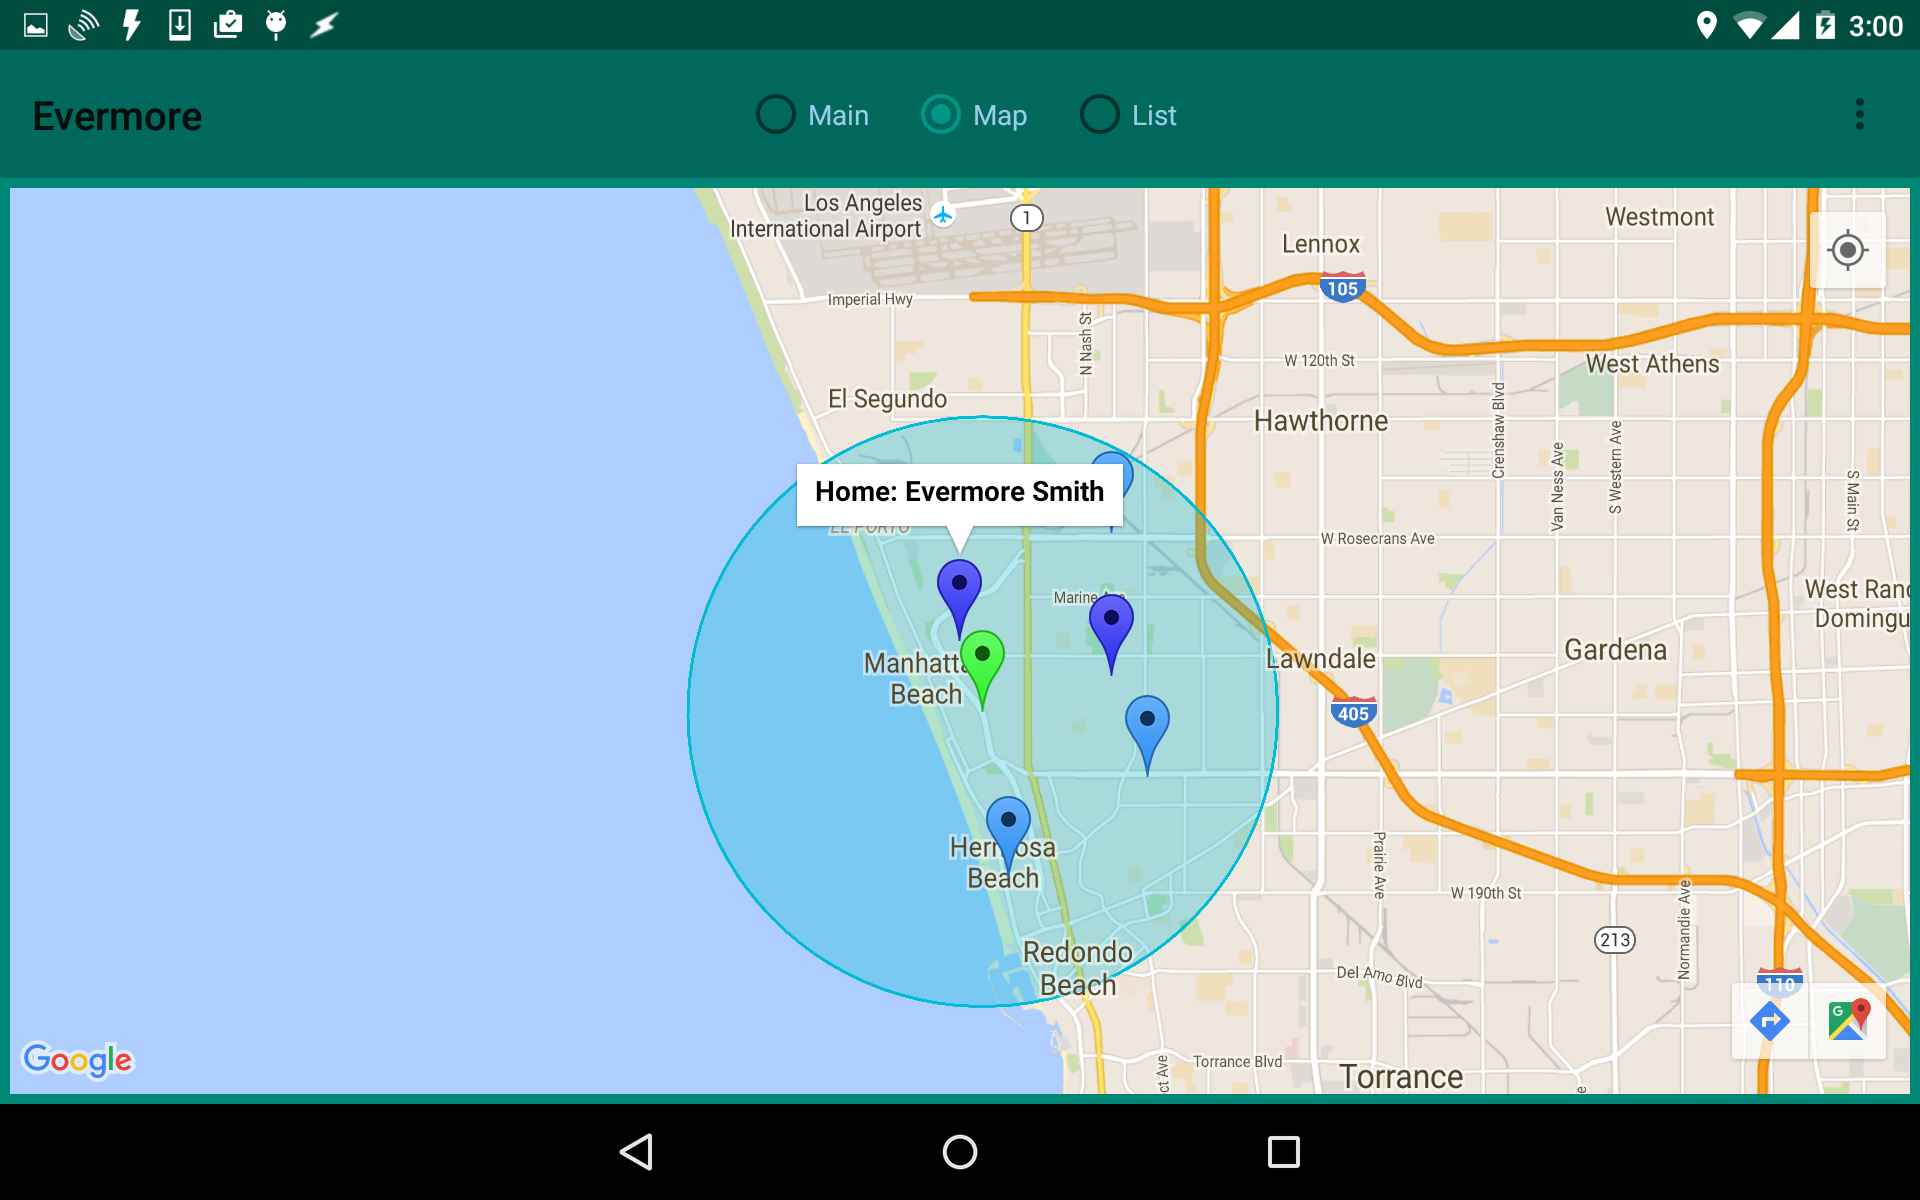 3:00
Evermore
Main
Map
List
Los Angeles
International Airport
1
Westmont
Lennox
105
Imperial Hwy
N Nash St
W 120th St
West Athens
El Segundo
Hawthorne
Crenshaw Blvd
Van Ness Ave
S Western Ave
S Main St
Home: Evermore Smith
EL PORTO
W Rosecrans Ave
Marine
West Ran
Domingu
Manhatta
Beach
Lawndale
Gardena
405
Hermosa
Beach
Prairie Ave
W 190th St
Normandie Ave
213
Redondo
Beach
Del Amo Blvd
110
G
Google
Torrance Blvd
ct Ave
Torrance
e